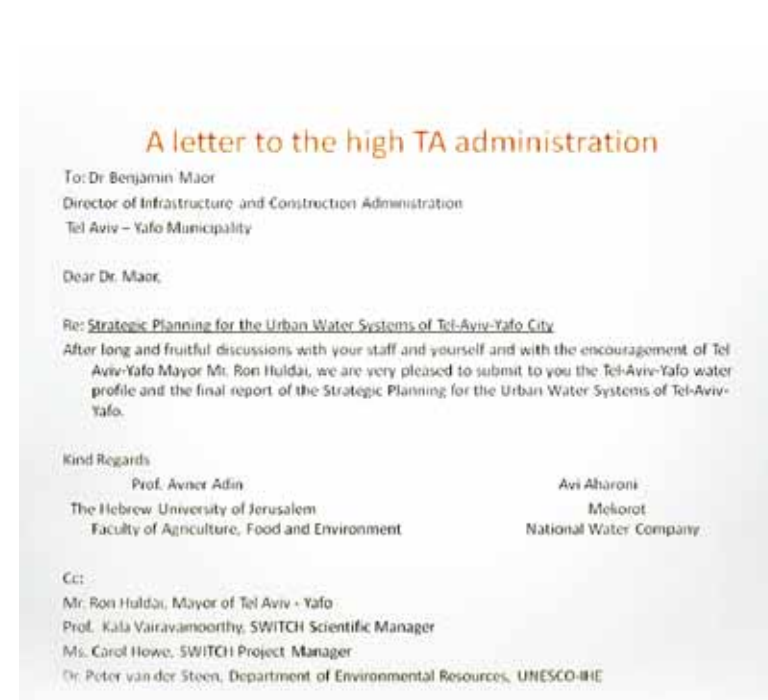 A letter to the high TA administration
To: Dr Benjamin Maor
Director of Infrastructure and Construction Administration
Tel Aviv – Yafo Municipality
Dear Dr. Maor,
Re: Strategic Planning for the Urban Water Systems of Tel-Aviv-Yafo City
After long and fruitful discussions with your staff and yourself and with the encouragement of Tel
Aviv-Yafo Mayor Mr. Ron Huldai, we are very pleased to submit to you the Tel-Aviv-Yafo water
profile and the final report of the Strategic Planning for the Urban Water Systems of Tel-Aviv-
Yafo.
Kind Regards
Prof. Avner Adin Avi Aharoni
The Hebrew University of Jerusalem Mekorot
Faculty of Agriculture, Food and Environment National Water Company
Cc:
Mr. Ron Huldai, Mayor of Tel Aviv - Yafo
Prof. Kala Vairavamoorthy, SWITCH Scientific Manager
Ms. Carol Howe, SWITCH Project Manager
Dr. Peter van der Steen, Department of Environmental Resources, UNESCO-IHE